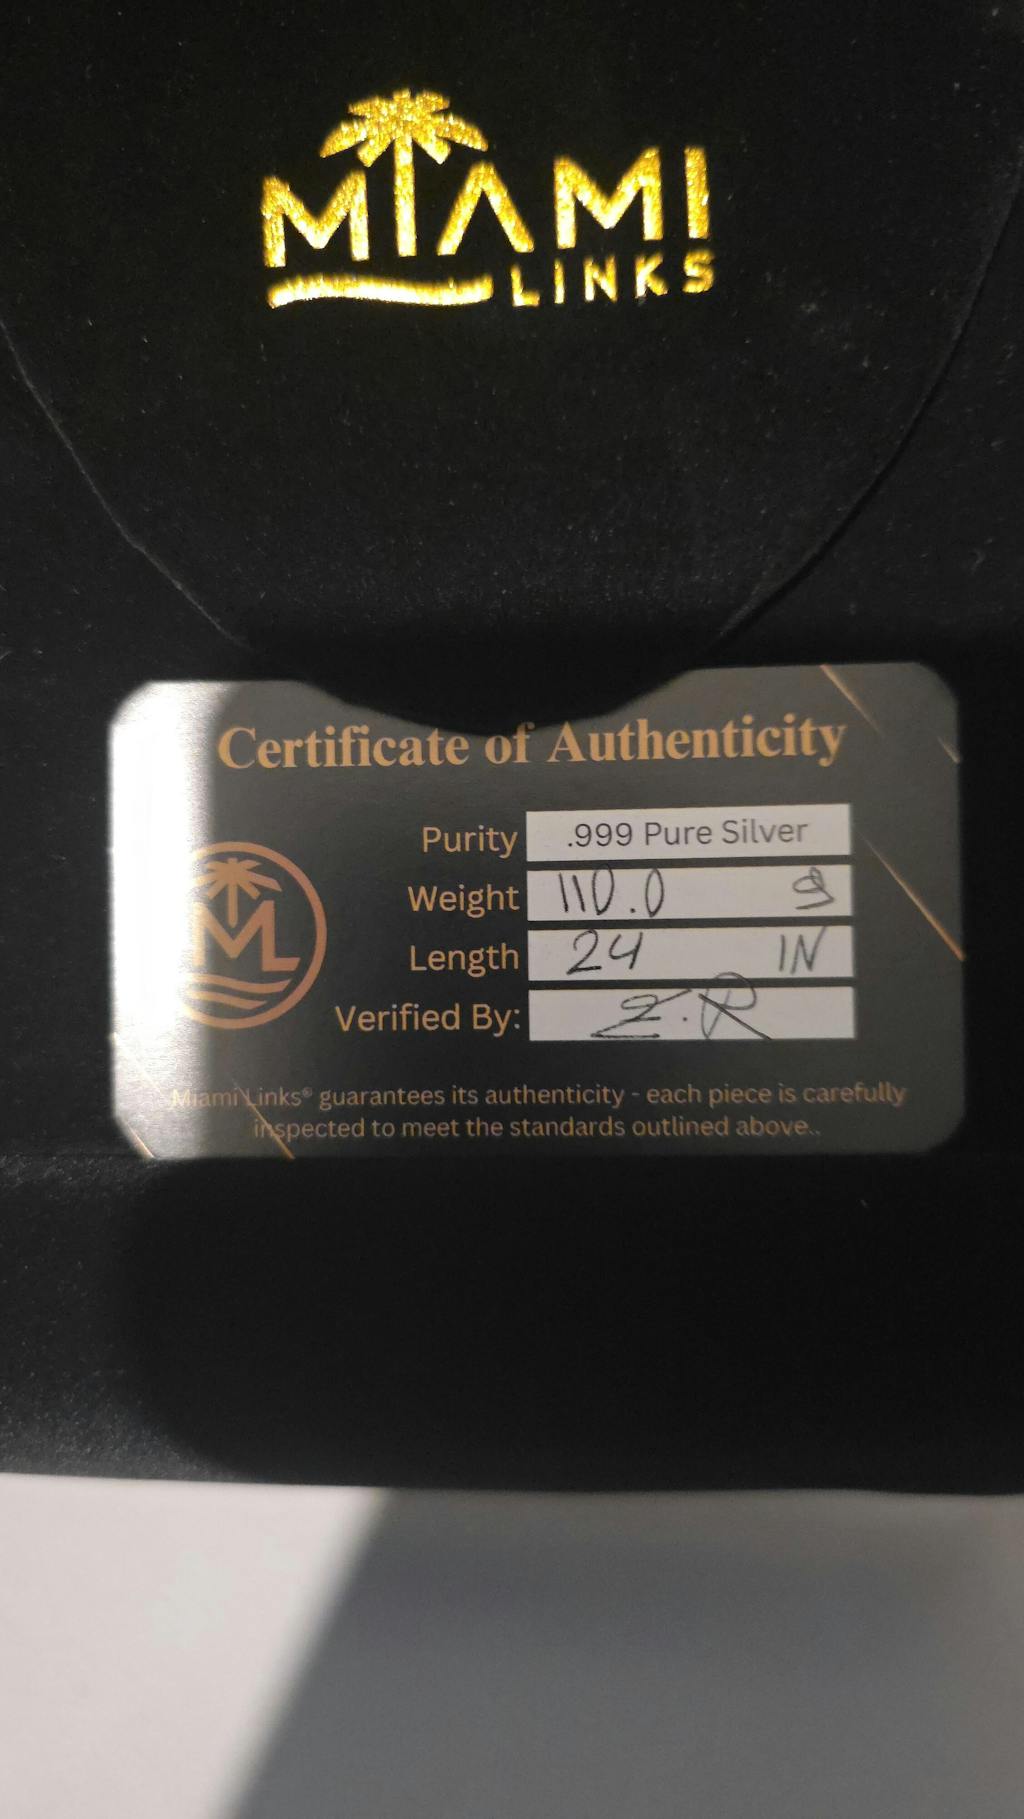 MIAMI
LINKS
Certificate of Authenticity
Purity .999 Pure Silver
Weight 110.0 g
Length 24 IN
Verified By: Z.R
ML
Miami Links® guarantees its authenticity - each piece is carefully
inspected to meet the standards outlined above..